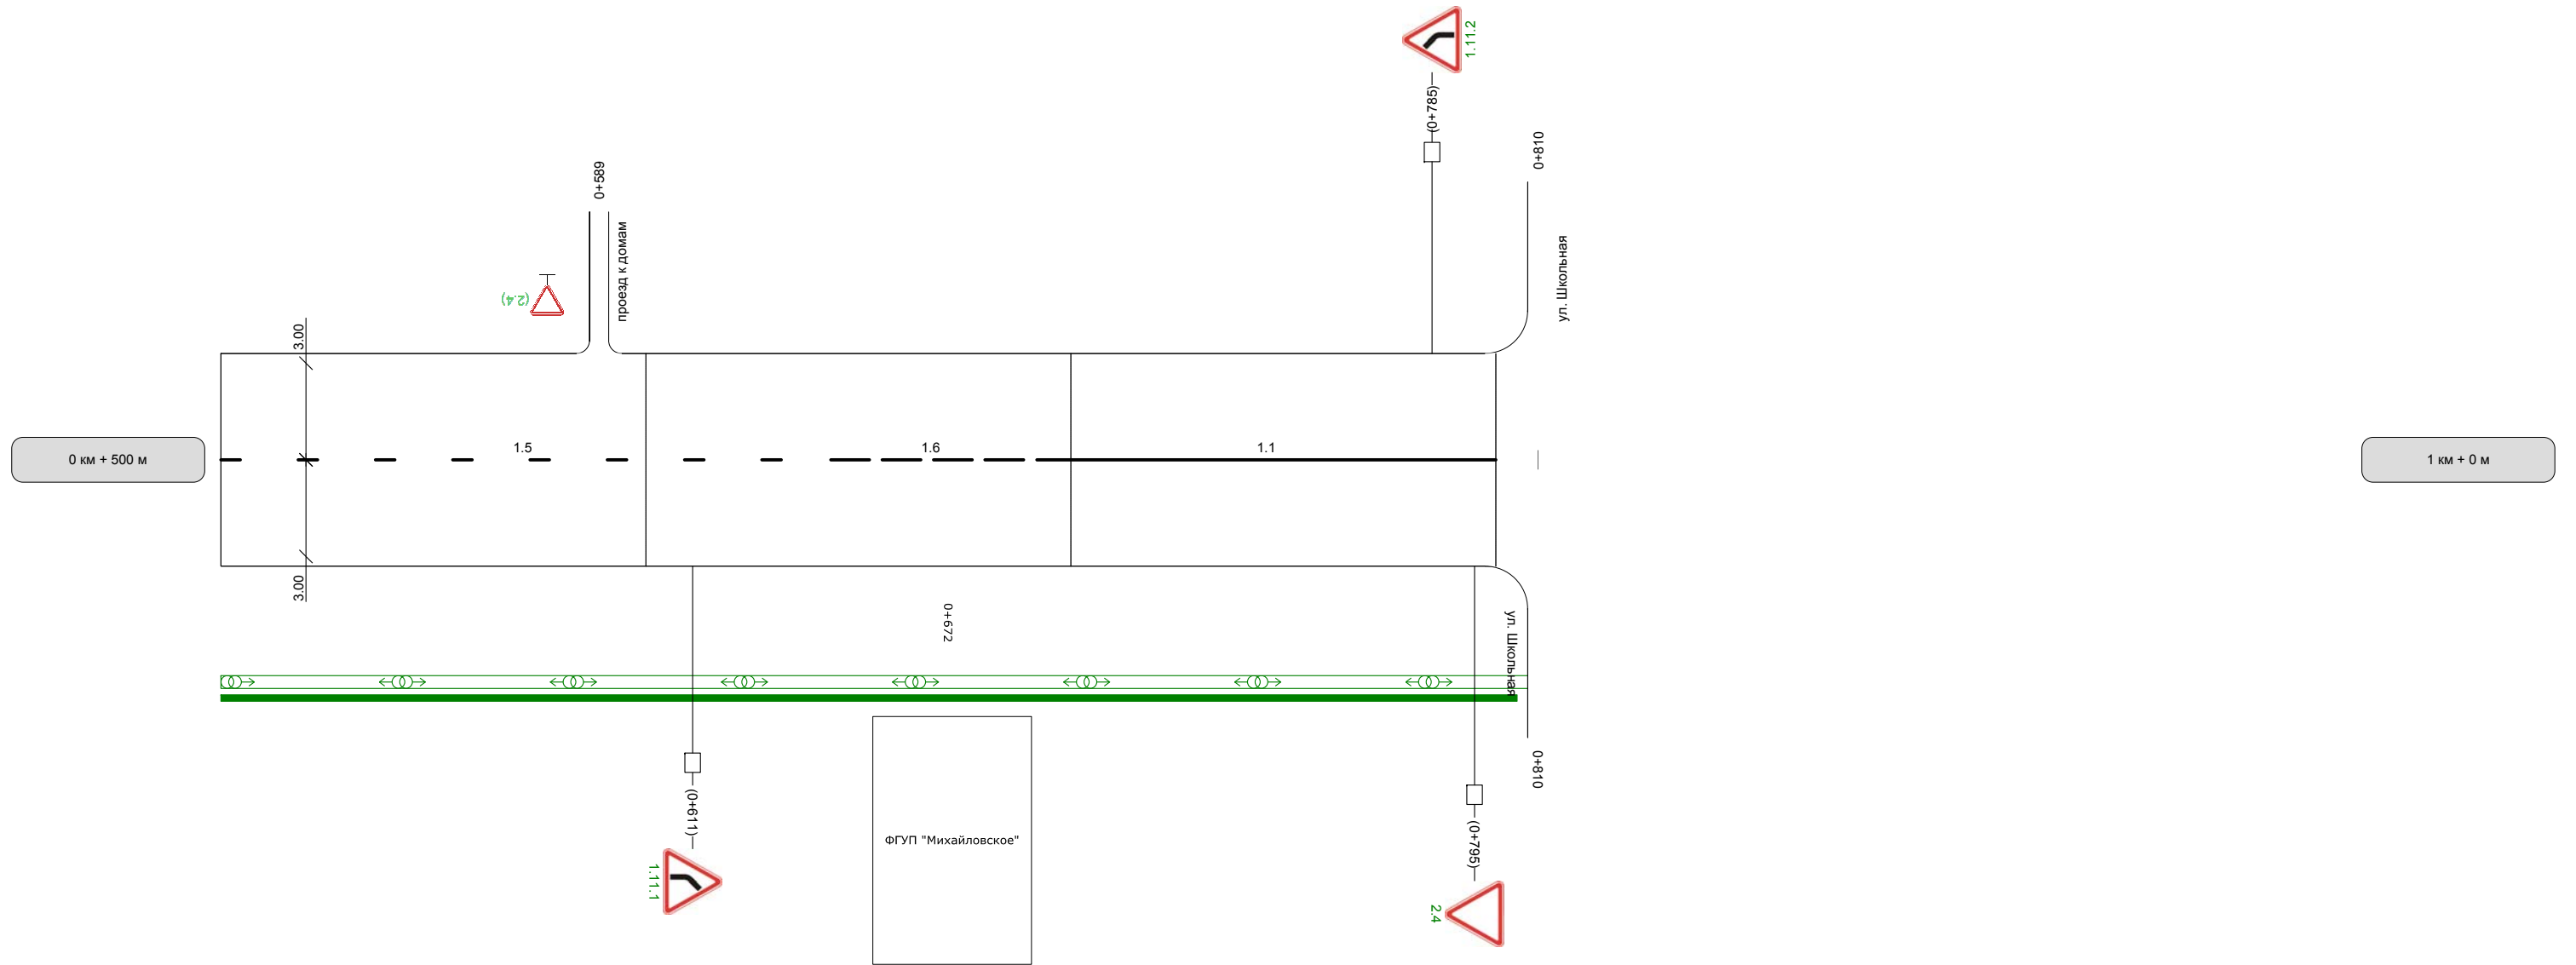 1.11.2
(0+785)
0+810
0+589
ул. Школьная
проезд к домам
(2.4)
3.00
0 км + 500 м
1.5
1.6
1.1
1 км + 0 м
3.00
0+672
ул. Школьная
0+810
(0+611)
(0+795)
ФГУП "Михайловское"
1.11.1
2.4